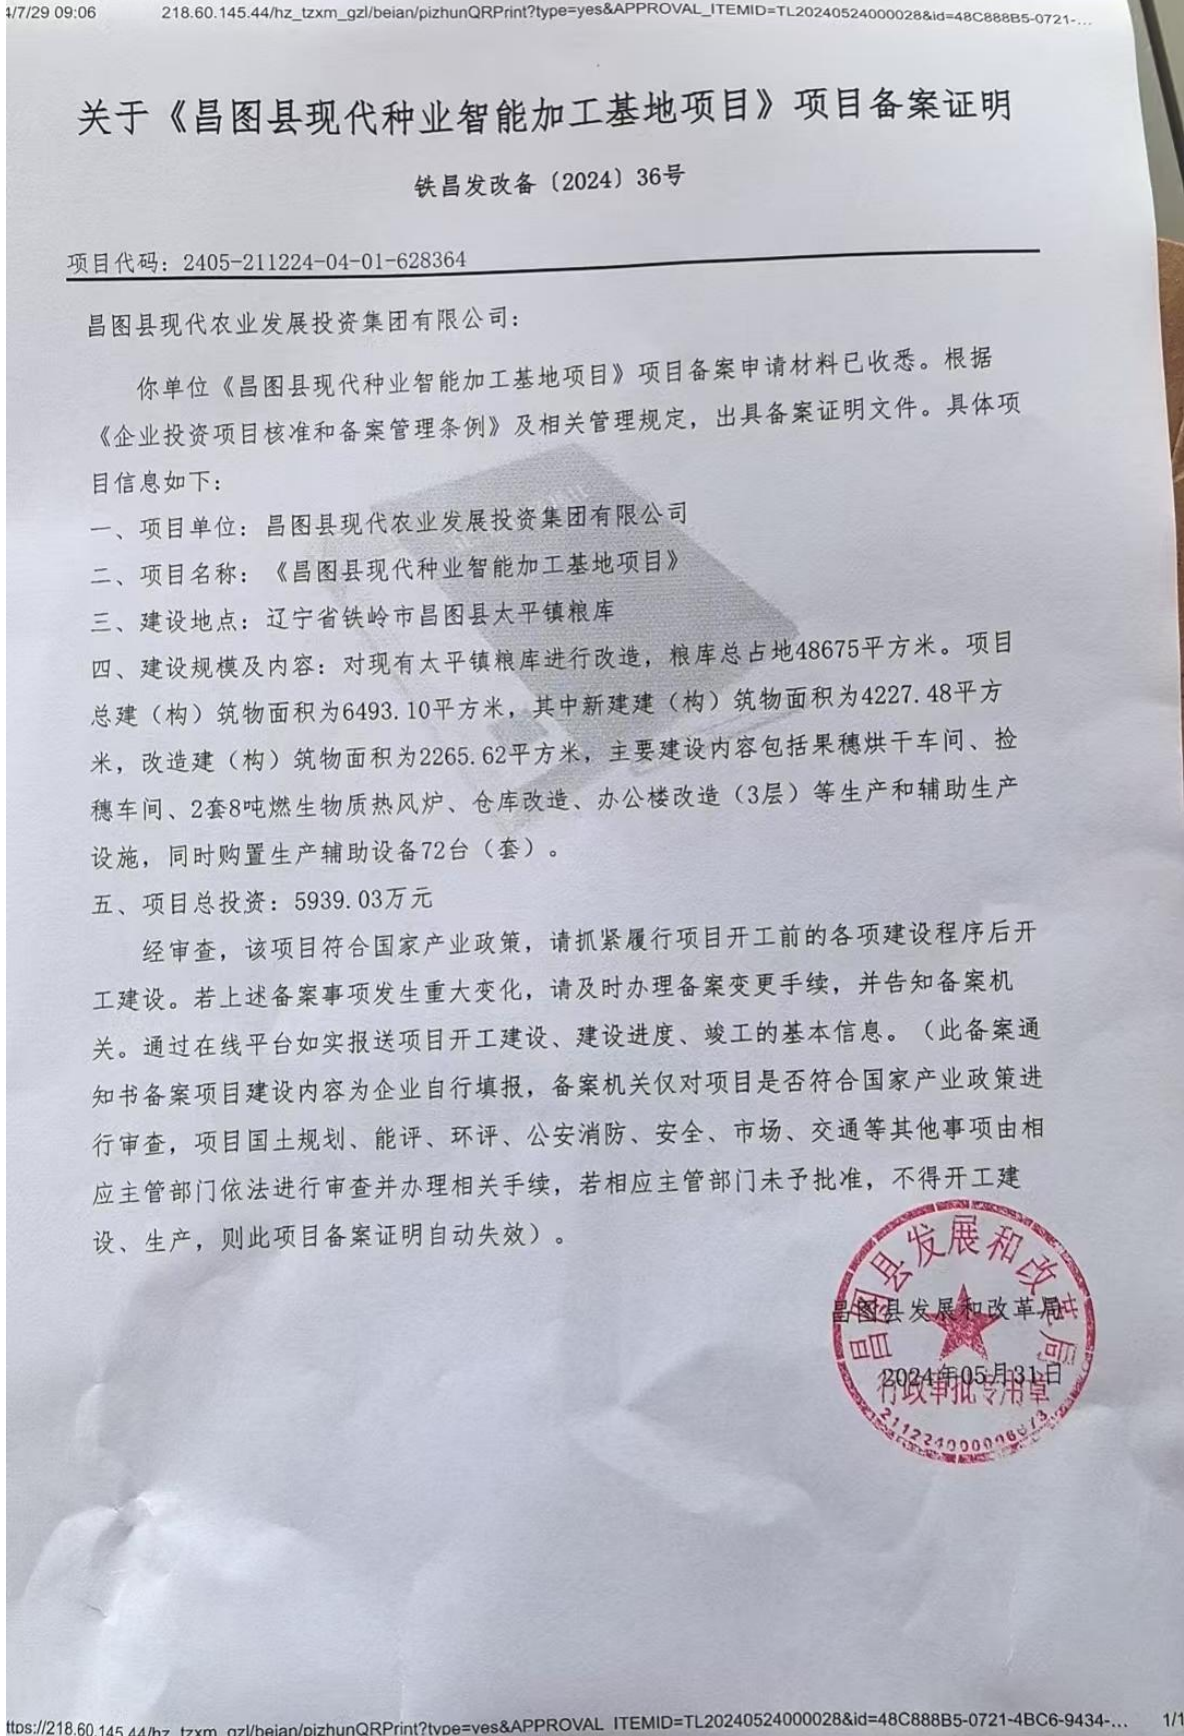 4/7/29 09:06
218.60.145.44/hz_tzxm_gzl/beian/pizhunQRPrint?type=yes&APPROVAL_ITEMID=TL20240524000028&id=48C888B5-0721-...
关于《昌图县现代种业智能加工基地项目》项目备案证明
铁昌发改备〔2024〕36号
项目代码：2405-211224-04-01-628364
昌图县现代农业发展投资集团有限公司：
你单位《昌图县现代种业智能加工基地项目》项目备案申请材料已收悉。根据
《企业投资项目核准和备案管理条例》及相关管理规定，出具备案证明文件。具体项
目信息如下：
一、项目单位：昌图县现代农业发展投资集团有限公司
二、项目名称：《昌图县现代种业智能加工基地项目》
三、建设地点：辽宁省铁岭市昌图县太平镇粮库
四、建设规模及内容：对现有太平镇粮库进行改造，粮库总占地48675平方米。项目
总建（构）筑物面积为6493.10平方米，其中新建建（构）筑物面积为4227.48平方
米，改造建（构）筑物面积为2265.62平方米，主要建设内容包括果穗烘干车间、捡
穗车间、2套8吨燃生物质热风炉、仓库改造、办公楼改造（3层）等生产和辅助生产
设施，同时购置生产辅助设备72台（套）。
五、项目总投资：5939.03万元
经审查，该项目符合国家产业政策，请抓紧履行项目开工前的各项建设程序后开
工建设。若上述备案事项发生重大变化，请及时办理备案变更手续，并告知备案机
关。通过在线平台如实报送项目开工建设、建设进度、竣工的基本信息。（此备案通
知书备案项目建设内容为企业自行填报，备案机关仅对项目是否符合国家产业政策进
行审查，项目国土规划、能评、环评、公安消防、安全、市场、交通等其他事项由相
应主管部门依法进行审查并办理相关手续，若相应主管部门未予批准，不得开工建
设、生产，则此项目备案证明自动失效）。
昌图县发展和改革局
昌图县发展和改革局
2024年05月31日
行政审批专用章
ttps://218.60.145.44/hz_tzxm_gzl/beian/pizhunQRPrint?type=yes&APPROVAL_ITEMID=TL20240524000028&id=48C888B5-0721-4BC6-9434-...
1/1